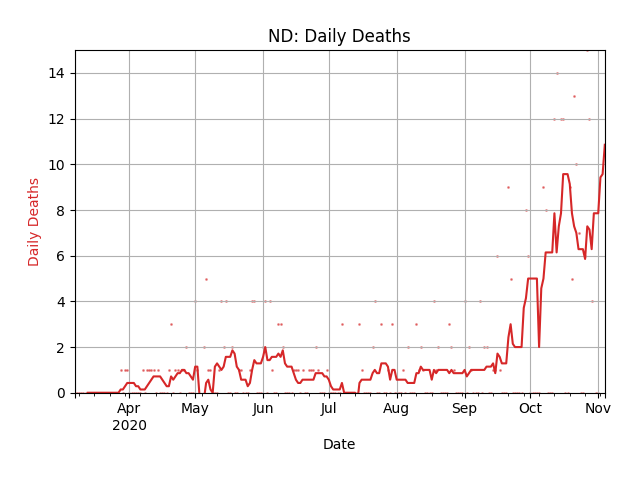 ND: Daily Deaths
14
12
10
8
6
4
2
0
Daily Deaths
Apr
2020
May
Jun
Jul
Aug
Sep
Oct
Nov
Date